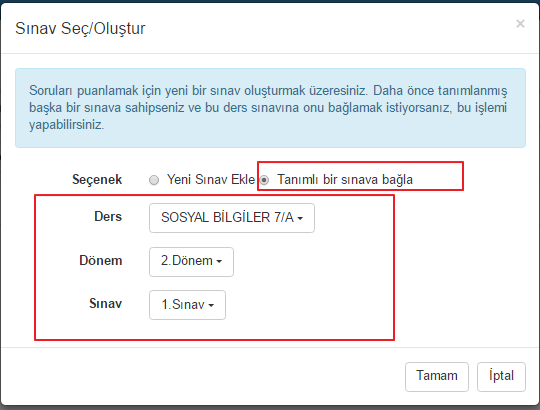 Sınav Seç/Oluştur
×
Soruları puanlamak için yeni bir sınav oluşturmak üzeresiniz. Daha önce tanımlanmış
başka bir sınava sahipseniz ve bu ders sınavına onu bağlamak istiyorsanız, bu işlemi
yapabilirsiniz.
Seçenek Yeni Sınav Ekle Tanımlı bir sınava bağla
Ders SOSYAL BİLGİLER 7/A
Dönem 2.Dönem
Sınav 1.Sınav
Tamam İptal